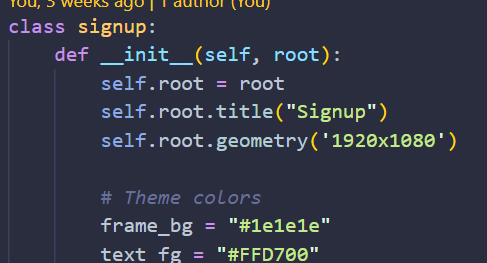 You, 3 weeks ago | 1 author (You)
class signup:
    def __init__(self, root):
        self.root = root
        self.root.title("Signup")
        self.root.geometry('1920x1080')
        # Theme colors
        frame_bg = "#1e1e1e"
        text_fg = "#FFD700"